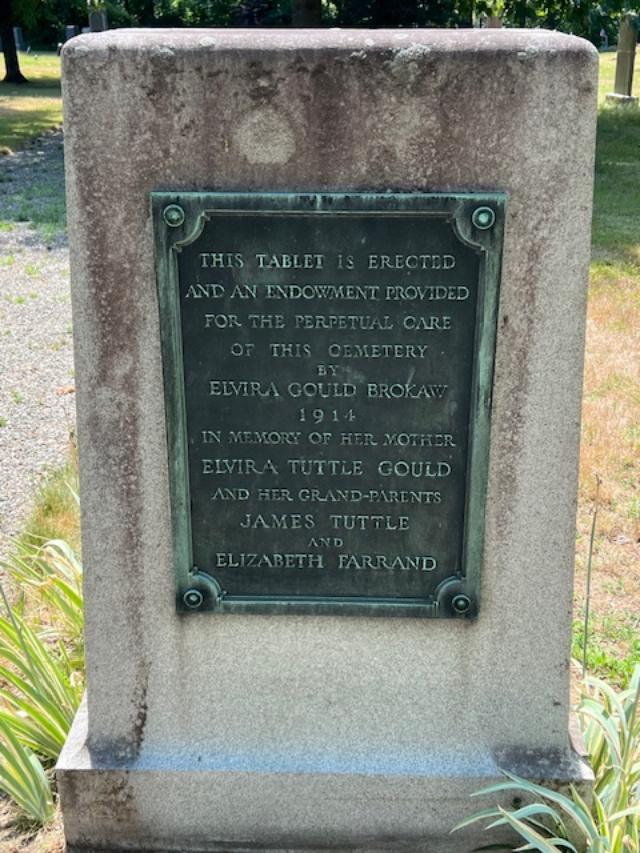 THIS TABLET IS ERECTED
AND AN ENDOWMENT PROVIDED
FOR THE PERPETUAL CARE
OF THIS CEMETERY
BY
ELVIRA GOULD BROKAW
1914
IN MEMORY OF HER MOTHER
ELVIRA TUTTLE GOULD
AND HER GRAND-PARENTS
JAMES TUTTLE
AND
ELIZABETH FARRAND